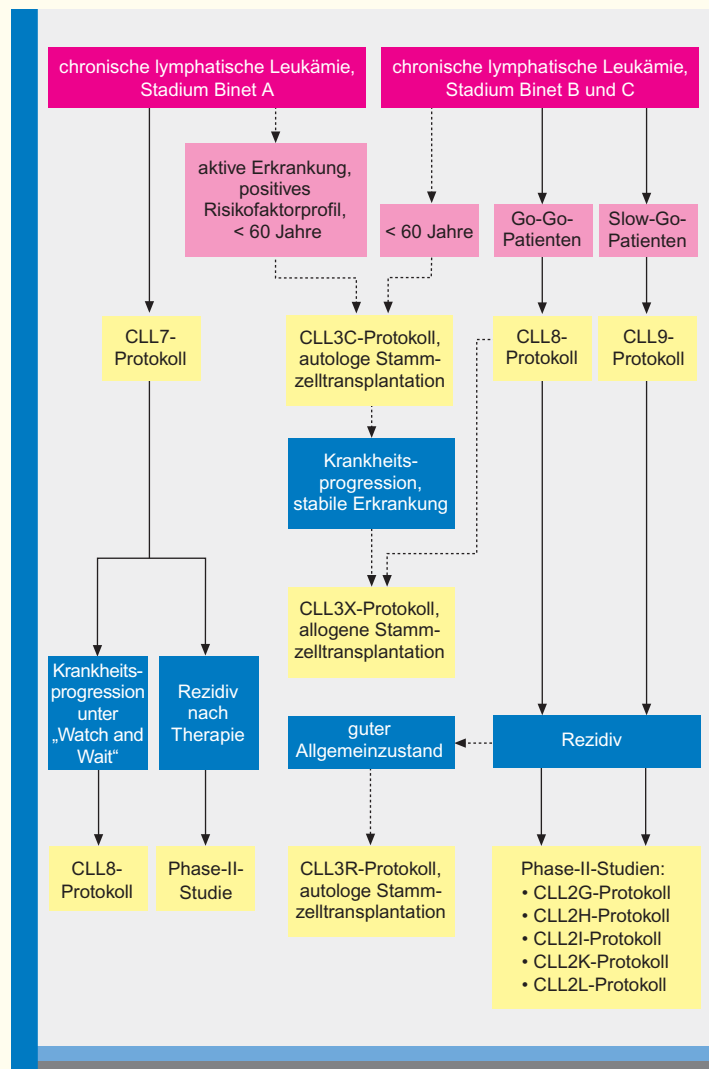 chronische lymphatische Leukämie,
Stadium Binet A
chronische lymphatische Leukämie,
Stadium Binet B und C
aktive Erkrankung,
positives
Risikofaktorprofil,
< 60 Jahre
< 60 Jahre
Go-Go-
Patienten
Slow-Go-
Patienten
CLL7-
Protokoll
CLL3C-Protokoll,
autologe Stamm-
zelltransplantation
CLL8-
Protokoll
CLL9-
Protokoll
Krankheits-
progression,
stabile Erkrankung
CLL3X-Protokoll,
allogene Stamm-
zelltransplantation
Krankheits-
progression
unter
„Watch and
Wait“
Rezidiv
nach
Therapie
guter
Allgemeinzustand
Rezidiv
CLL8-
Protokoll
Phase-II-
Studie
CLL3R-Protokoll,
autologe Stamm-
zelltransplantation
Phase-II-Studien:
• CLL2G-Protokoll
• CLL2H-Protokoll
• CLL2I-Protokoll
• CLL2K-Protokoll
• CLL2L-Protokoll